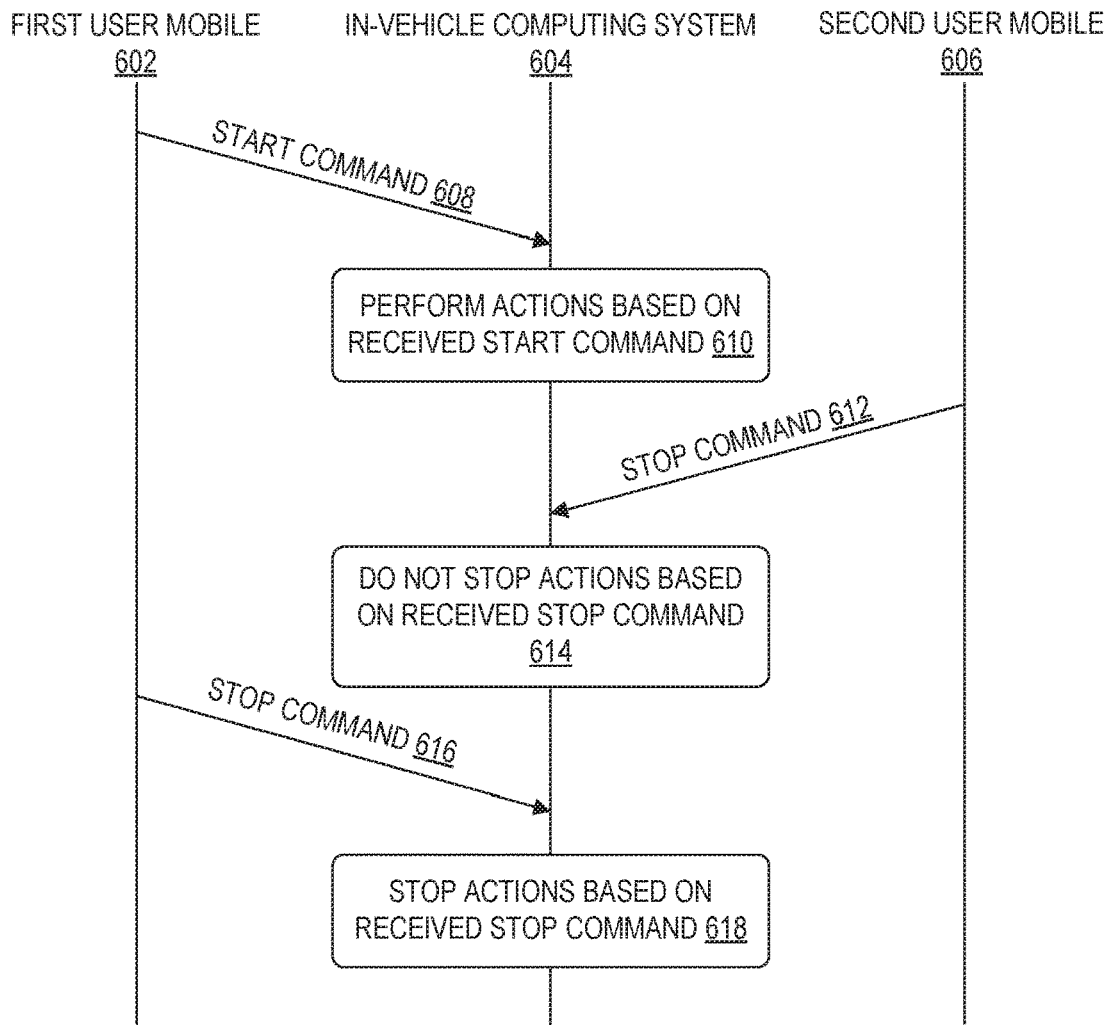 FIRST USER MOBILE
602
IN-VEHICLE COMPUTING SYSTEM
604
SECOND USER MOBILE
606
START COMMAND 608
PERFORM ACTIONS BASED ON
RECEIVED START COMMAND 610
STOP COMMAND 612
DO NOT STOP ACTIONS BASED
ON RECEIVED STOP COMMAND
614
STOP COMMAND 616
STOP ACTIONS BASED ON
RECEIVED STOP COMMAND 618